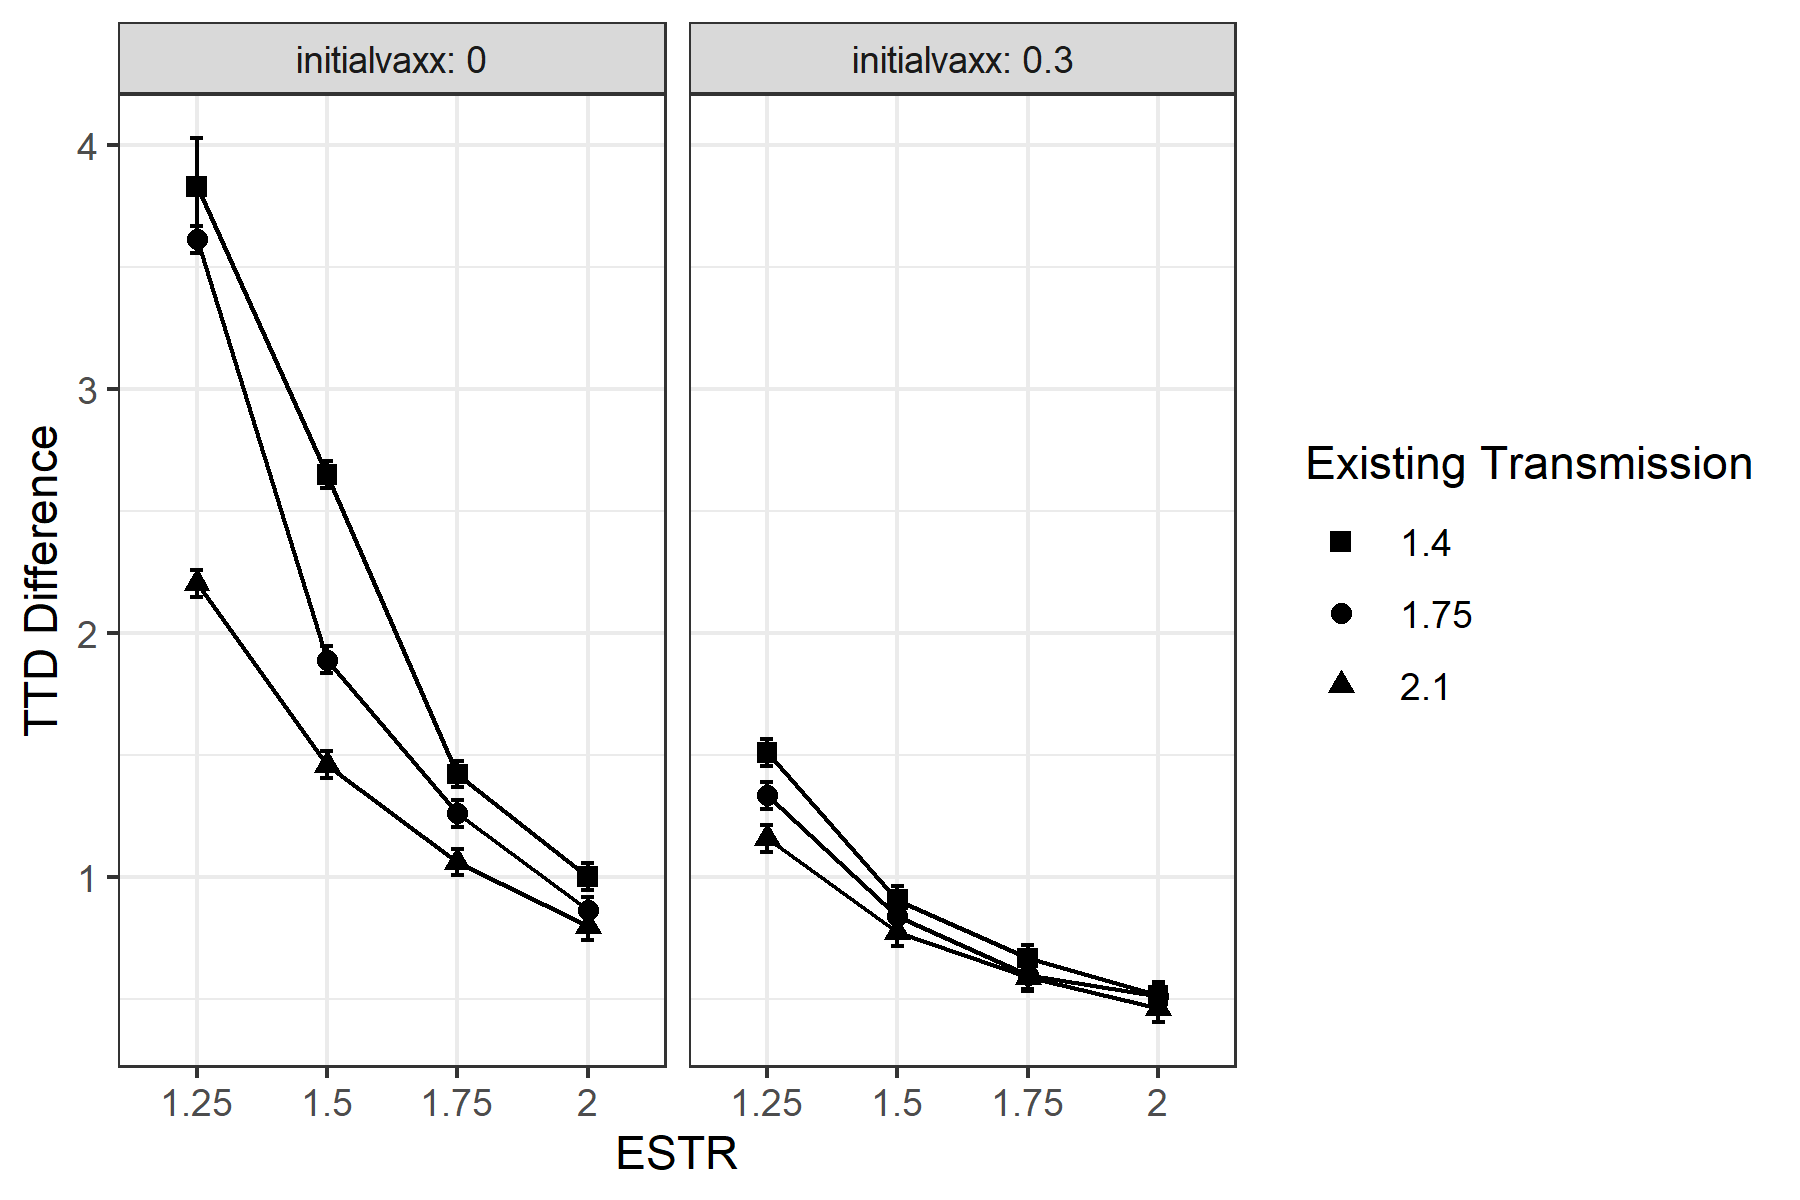 initialvaxx: 0
initialvaxx: 0.3
4
3
2
1
TTD Difference
1.25 1.5 1.75 2
1.25 1.5 1.75 2
ESTR
Existing Transmission
1.4
1.75
2.1